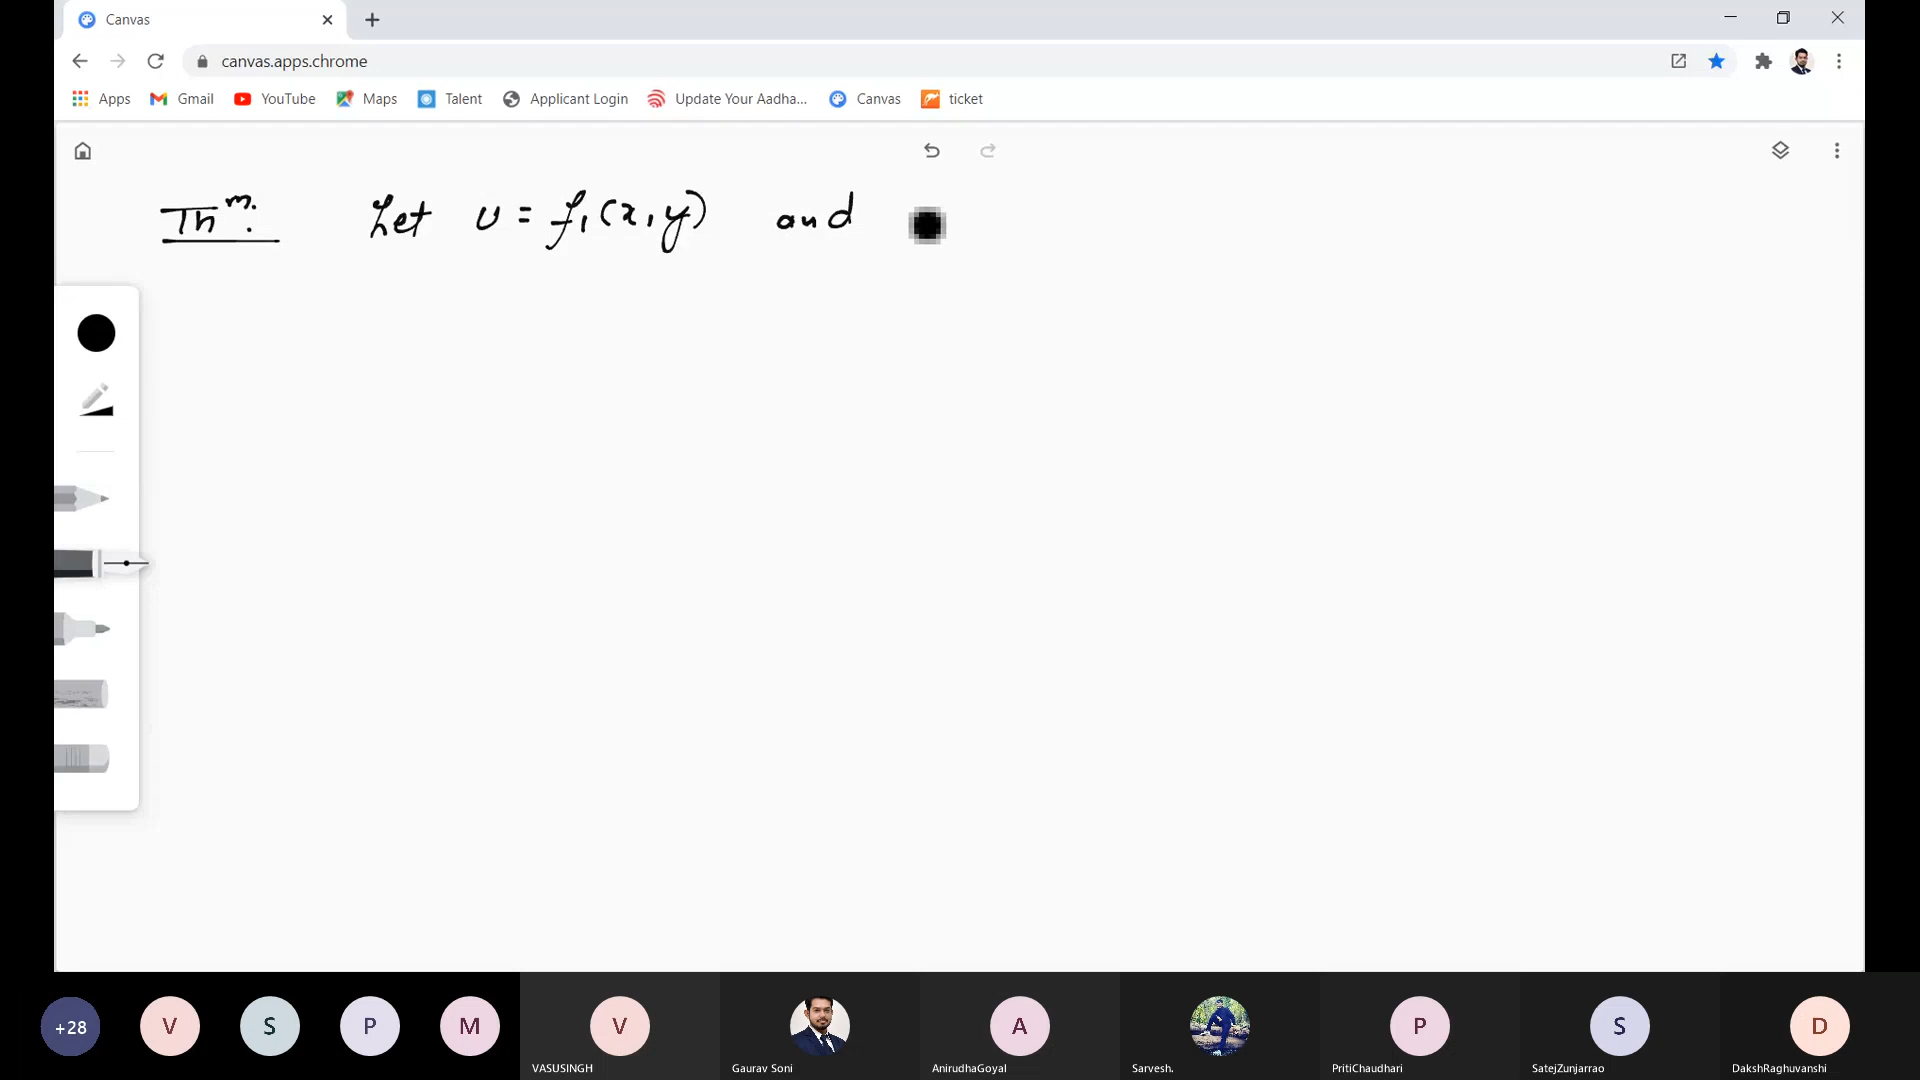 Canvas
canvas.apps.chrome
Apps Gmail YouTube Maps Talent Applicant Login Update Your Aadha... Canvas ticket
Thm. Let u = f₁(x,y) and
+28 V S P M V A P S D
VASUSINGH Gaurav Soni AnirudhaGoyal Sarvesh. PritiChaudhari SatejZunjarrao DakshRaghuvanshi